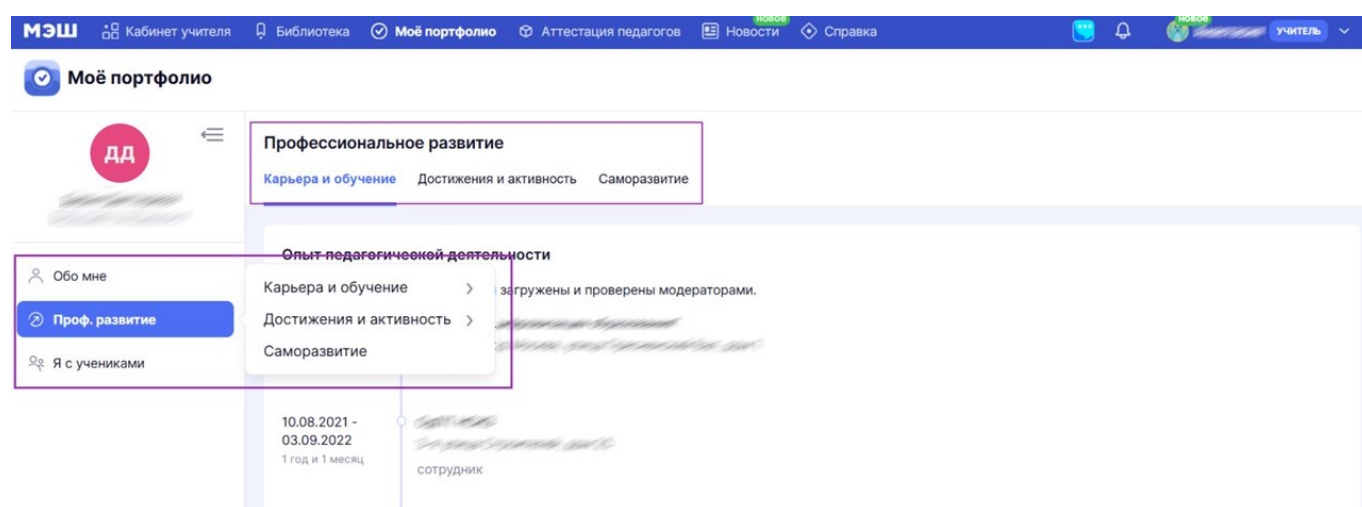 МЭШ Кабинет учителя Библиотека Моё портфолио Аттестация педагогов Новости новое Справка новое УЧИТЕЛЬ
Моё портфолио
ДД
Профессиональное развитие
Карьера и обучение Достижения и активность Саморазвитие
Опыт педагогической деятельности
Обо мне
Карьера и обучение
загружены и проверены модераторами.
Проф. развитие
Достижения и активность
Саморазвитие
Я с учениками
10.08.2021 -
03.09.2022
1 год и 1 месяц
сотрудник